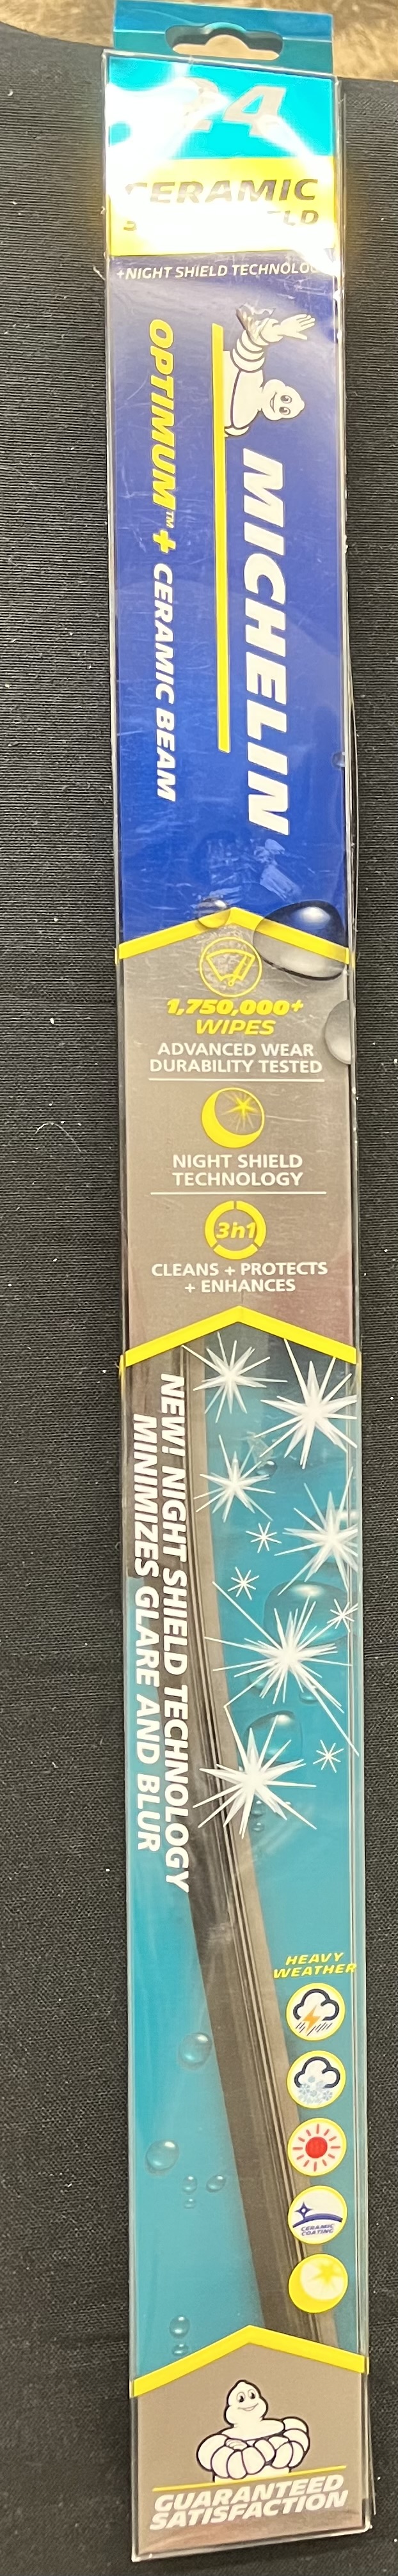 24
CERAMIC
+NIGHT SHIELD TECHNOLOG
MICHELIN
OPTIMUM™+ CERAMIC BEAM
1,750,000+
WIPES
ADVANCED WEAR
DURABILITY TESTED
NIGHT SHIELD
TECHNOLOGY
3n1
CLEANS + PROTECTS
+ ENHANCES
NEW! NIGHT SHIELD TECHNOLOGY
MINIMIZES GLARE AND BLUR
HEAVY
WEATHER
CERAMIC
COATING
GUARANTEED
SATISFACTION